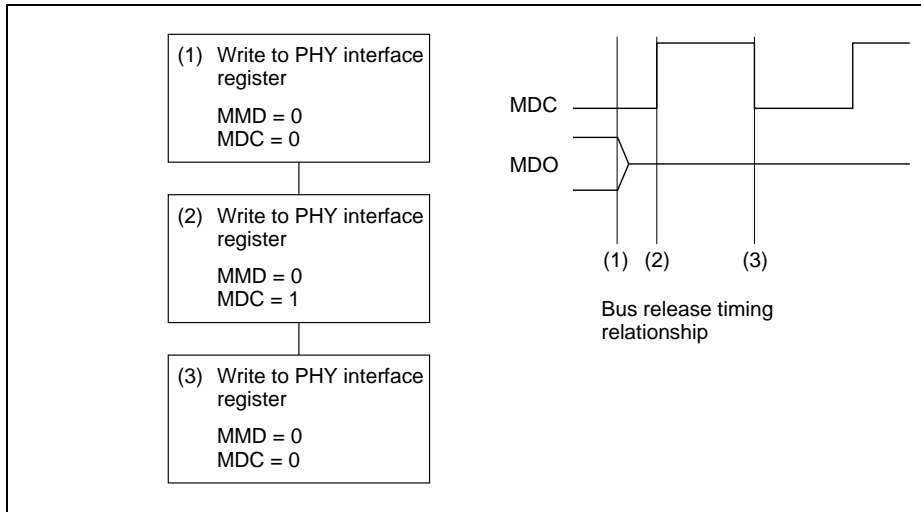 (1) Write to PHY interface
register
MMD = 0
MDC = 0
(2) Write to PHY interface
register
MMD = 0
MDC = 1
(3) Write to PHY interface
register
MMD = 0
MDC = 0
MDC
MDO
(1) (2) (3)
Bus release timing
relationship